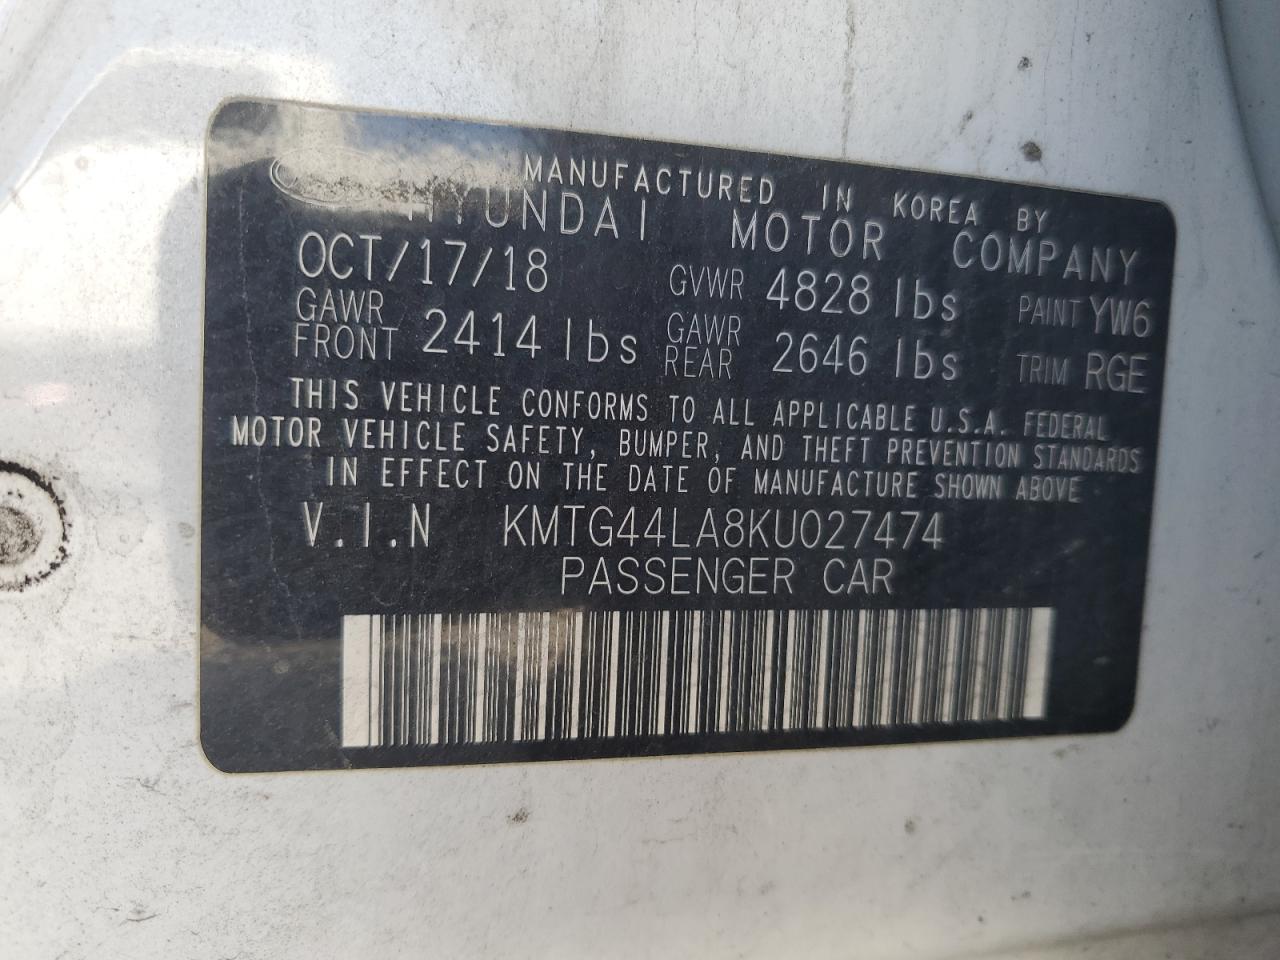 MANUFACTURED IN KOREA BY
HYUNDAI MOTOR COMPANY
OCT/17/18 GVWR 4828 lbs PAINT YW6
GAWR FRONT 2414 lbs GAWR REAR 2646 lbs TRIM RGE
THIS VEHICLE CONFORMS TO ALL APPLICABLE U.S.A. FEDERAL
MOTOR VEHICLE SAFETY, BUMPER, AND THEFT PREVENTION STANDARDS
IN EFFECT ON THE DATE OF MANUFACTURE SHOWN ABOVE
V.I.N KMTG44LA8KU027474
PASSENGER CAR